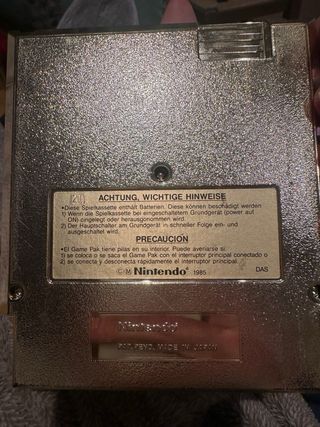 ACHTUNG, WICHTIGE HINWEISE
•Diese Spielkassette enthält Batterien. Diese können beschädigt werden
1) Wenn die Spielkassette bei eingeschaltetem Grundgerät (power auf
ON) eingelegt oder herausgenommen wird.
2) Der Hauptschalter am Grundgerät in schneller Folge ein- und
ausgeschaltet wird.
PRECAUCIÓN
•El Game Pak tiene pilas en su interior. Puede averiarse si:
1) se coloca o se saca el Game Pak con el interruptor principal conectado o
2) se conecta y desconecta rápidamente el interruptor principal.
©·M Nintendo 1985 DAS
Nintendo
MADE IN JAPAN